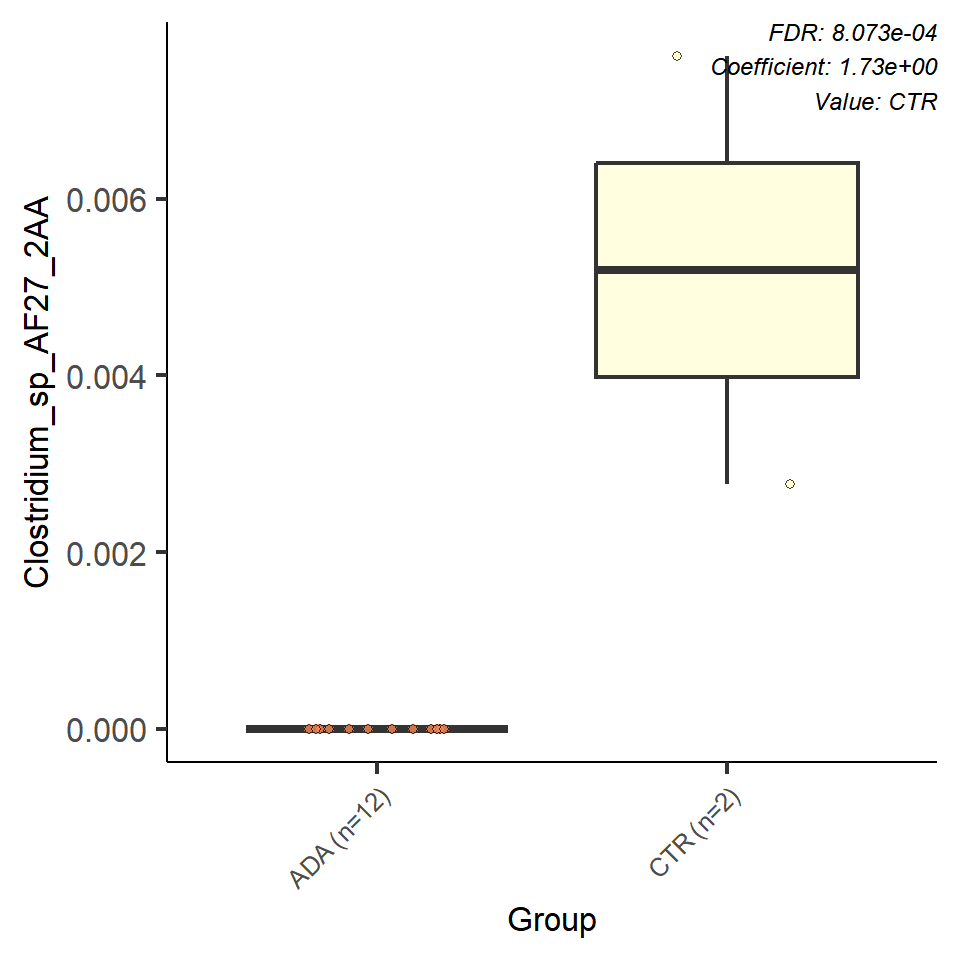 FDR: 8.073e-04
Coefficient: 1.73e+00
Value: CTR
Clostridium_sp_AF27_2AA
0.006
0.004
0.002
0.000
ADA (n=12)
CTR (n=2)
Group